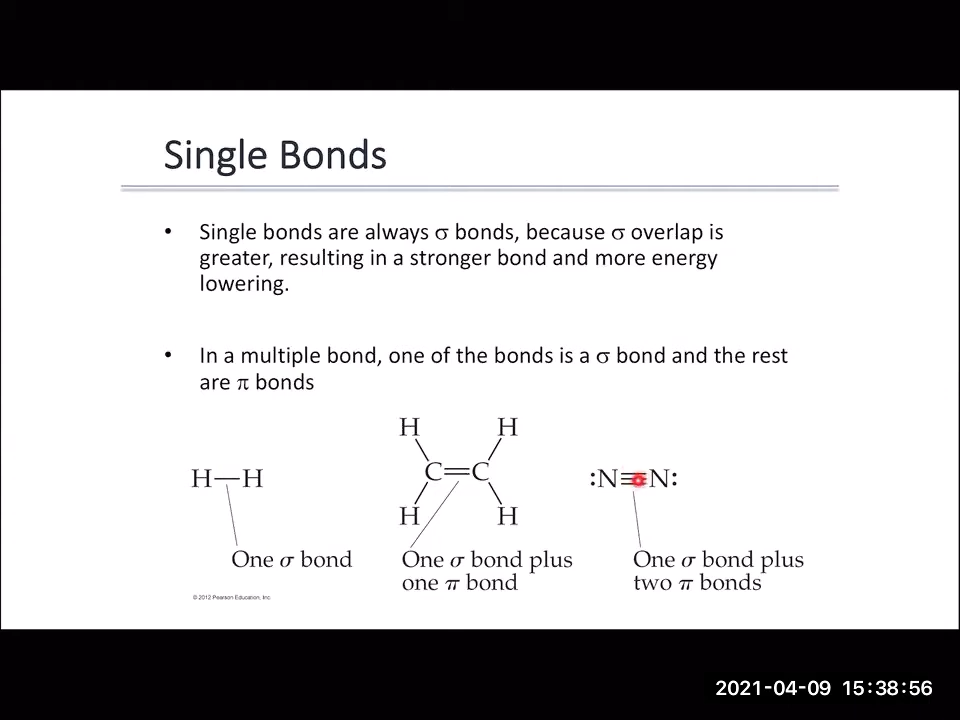 Single Bonds
• Single bonds are always σ bonds, because σ overlap is
greater, resulting in a stronger bond and more energy
lowering.
• In a multiple bond, one of the bonds is a σ bond and the rest
are π bonds
H H
H—H C=C :N≡N:
H H
One σ bond One σ bond plus One σ bond plus
one π bond two π bonds
© 2012 Pearson Education, Inc.
2021-04-09 15:38:56